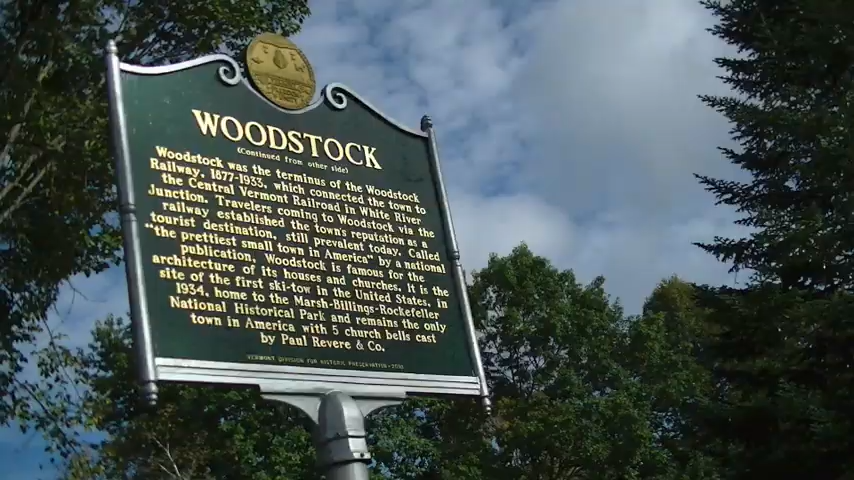 WOODSTOCK
(Continued from other side)
Woodstock was the terminus of the Woodstock
Railway, 1877-1933, which connected the town to
the Central Vermont Railroad in White River
Junction. Travelers coming to Woodstock via the
railway established the town's reputation as a
tourist destination, still prevalent today. Called
"the prettiest small town in America" by a national
publication, Woodstock is famous for the
architecture of its houses and churches. It is the
site of the first ski-tow in the United States, in
1934, home to the Marsh-Billings-Rockefeller
National Historical Park and remains the only
town in America with 5 church bells cast
by Paul Revere & Co.
VERMONT DIVISION FOR HISTORIC PRESERVATION-